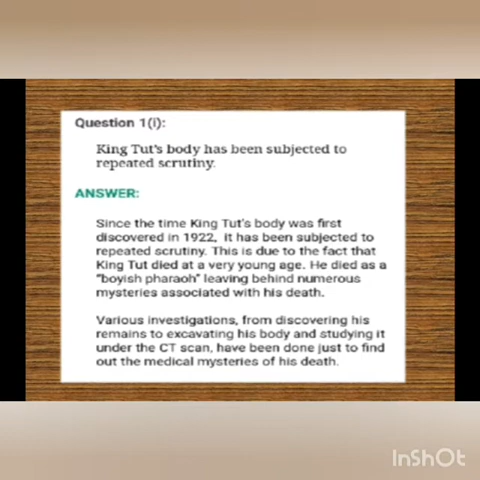 Question 1(i):
King Tut's body has been subjected to
repeated scrutiny.
ANSWER:
Since the time King Tut's body was first
discovered in 1922, it has been subjected to
repeated scrutiny. This is due to the fact that
King Tut died at a very young age. He died as a
"boyish pharaoh" leaving behind numerous
mysteries associated with his death.
Various investigations, from discovering his
remains to excavating his body and studying it
under the CT scan, have been done just to find
out the medical mysteries of his death.
InShOt